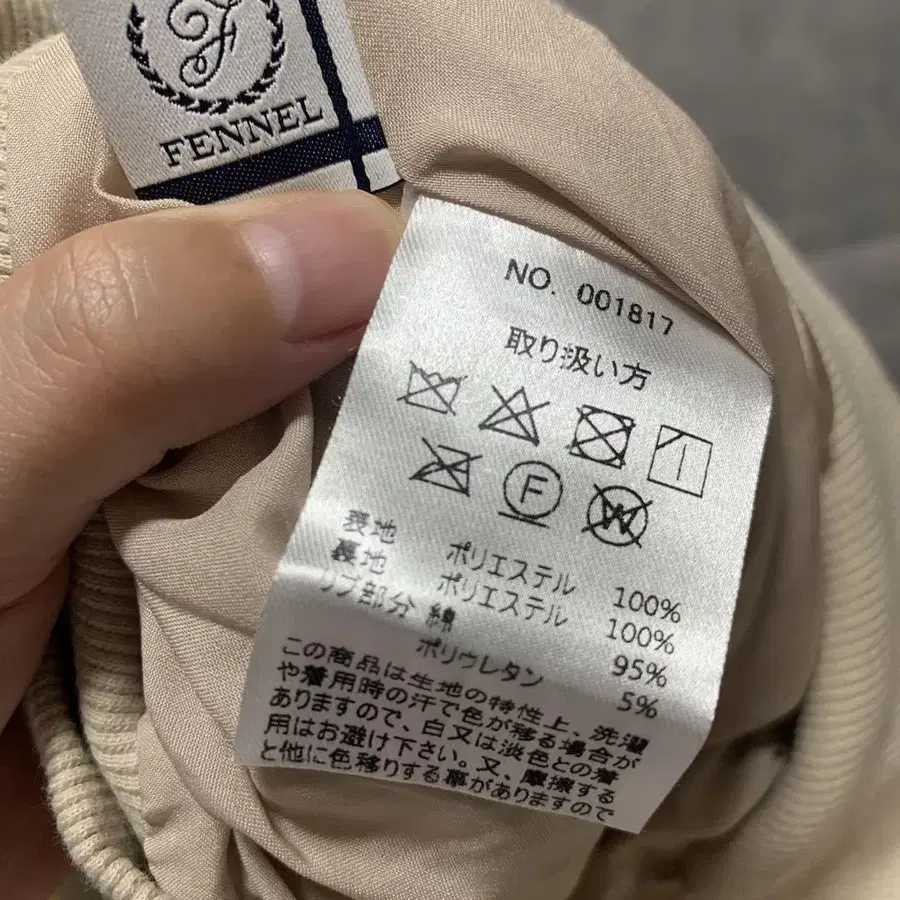 FENNEL
NO. 001817
取り扱い方
F
W
表地 ポリエステル 100%
裏地 ポリエステル 100%
リブ部分 綿 95%
ポリウレタン 5%
この商品は生地の特性上、洗濯
や着用時の汗で色が移る場合が
ありますので、白又は淡色との着
用はお避け下さい。又、摩擦する
と他に色移りする事がありますので